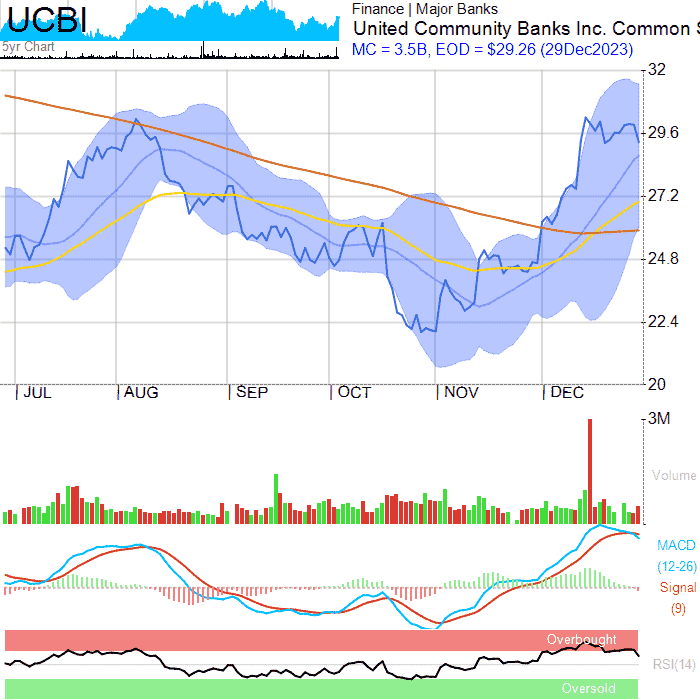 UCBI
5yr Chart
Finance | Major Banks
United Community Banks Inc. Common S
MC = 3.5B, EOD = $29.26 (29Dec2023)
32
29.6
27.2
24.8
22.4
20
JUL AUG SEP OCT NOV DEC
3M
Volume
MACD
(12-26)
Signal
(9)
Overbought
RSI(14)
Oversold